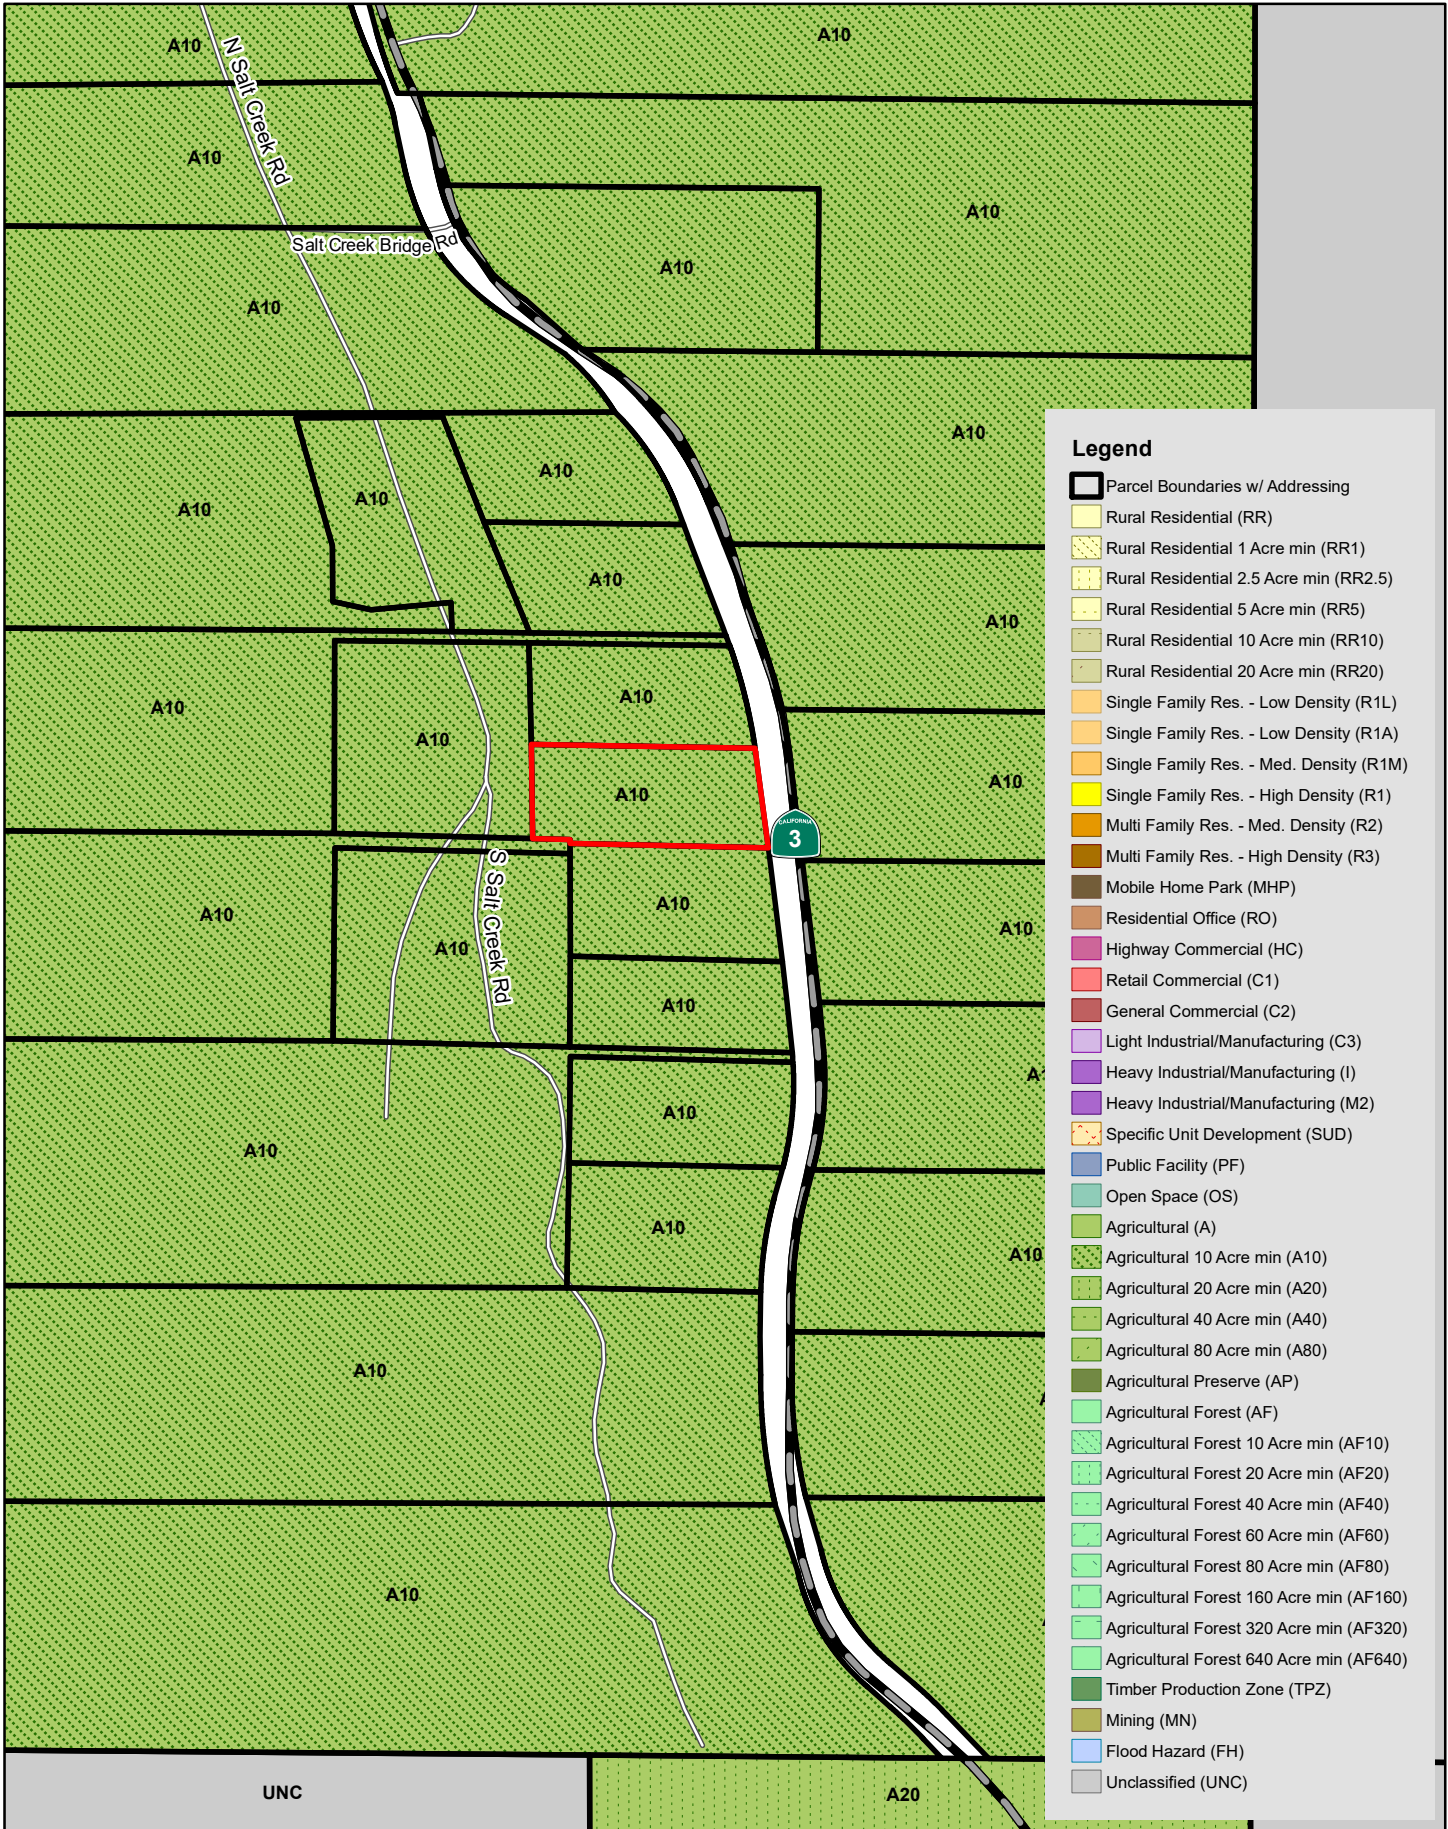 A10
A10
N Salt Creek Rd
A10
A10
Salt Creek Bridge Rd
A10
A10
A10
A10
A10
A10
A10
A10
A10
A10
A10
A10
A10
A10
CALIFORNIA
3
A10
A10
A10
S Salt Creek Rd
A10
A10
A10
A10
A10
A10
A10
A10
A10
UNC
A20
Legend
Parcel Boundaries w/ Addressing
Rural Residential (RR)
Rural Residential 1 Acre min (RR1)
Rural Residential 2.5 Acre min (RR2.5)
Rural Residential 5 Acre min (RR5)
Rural Residential 10 Acre min (RR10)
Rural Residential 20 Acre min (RR20)
Single Family Res. - Low Density (R1L)
Single Family Res. - Low Density (R1A)
Single Family Res. - Med. Density (R1M)
Single Family Res. - High Density (R1)
Multi Family Res. - Med. Density (R2)
Multi Family Res. - High Density (R3)
Mobile Home Park (MHP)
Residential Office (RO)
Highway Commercial (HC)
Retail Commercial (C1)
General Commercial (C2)
Light Industrial/Manufacturing (C3)
Heavy Industrial/Manufacturing (I)
Heavy Industrial/Manufacturing (M2)
Specific Unit Development (SUD)
Public Facility (PF)
Open Space (OS)
Agricultural (A)
Agricultural 10 Acre min (A10)
Agricultural 20 Acre min (A20)
Agricultural 40 Acre min (A40)
Agricultural 80 Acre min (A80)
Agricultural Preserve (AP)
Agricultural Forest (AF)
Agricultural Forest 10 Acre min (AF10)
Agricultural Forest 20 Acre min (AF20)
Agricultural Forest 40 Acre min (AF40)
Agricultural Forest 60 Acre min (AF60)
Agricultural Forest 80 Acre min (AF80)
Agricultural Forest 160 Acre min (AF160)
Agricultural Forest 320 Acre min (AF320)
Agricultural Forest 640 Acre min (AF640)
Timber Production Zone (TPZ)
Mining (MN)
Flood Hazard (FH)
Unclassified (UNC)